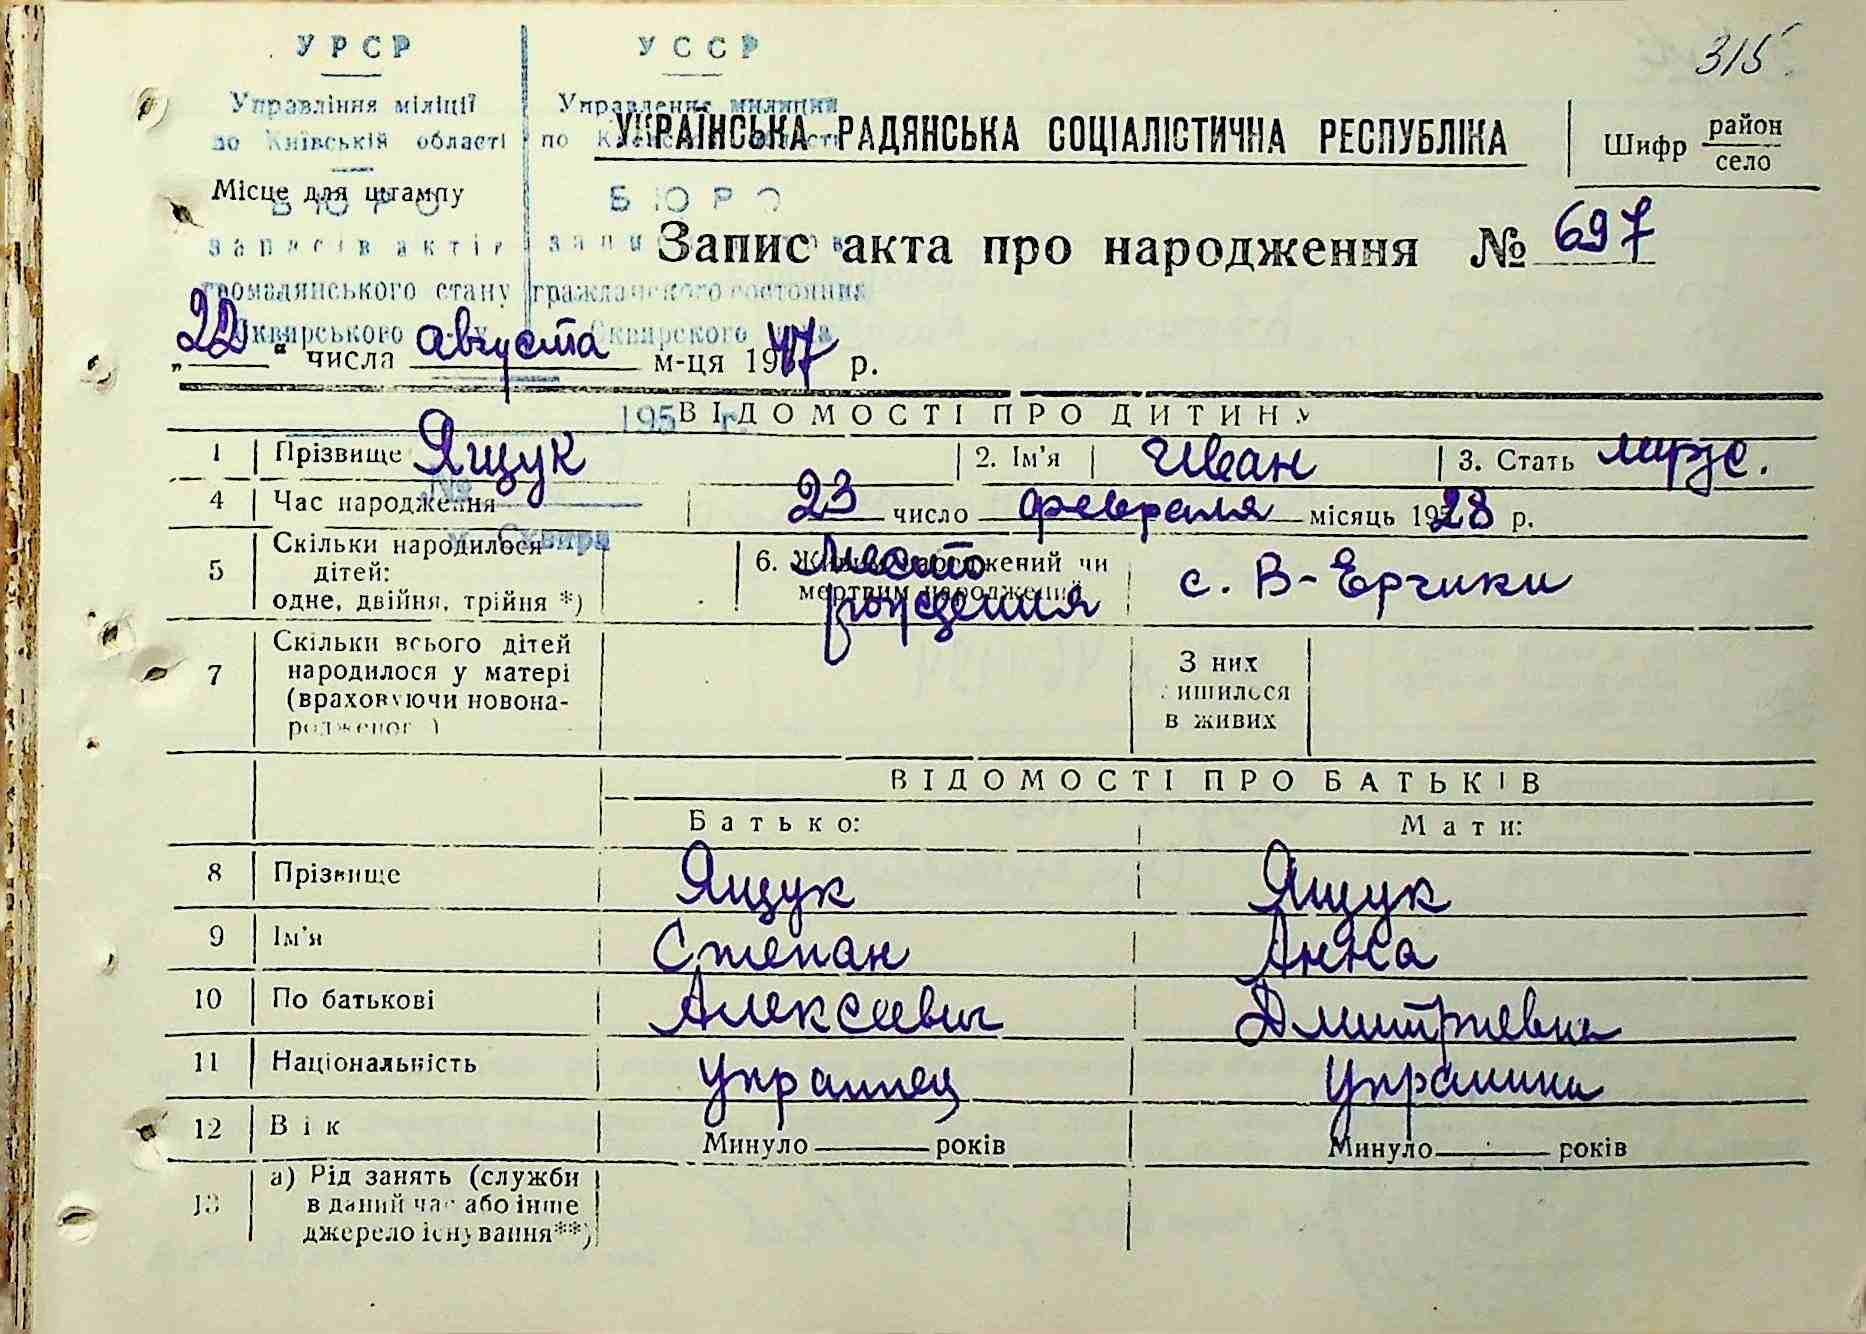 315
УРСР УССР
Управління міліції Управление милиции
по Київській області по
УКРАЇНСЬКА РАДЯНСЬКА СОЦІАЛІСТИЧНА РЕСПУБЛІКА
Шифр район
село
Місце для штампу
БЮРО БЮРО
записів актів
Запис акта про народження № 697
громадянського стану гражданского состояния
Сквирського Сквирского
„22" числа августа м-ця 1947 р.
195 г.
ВІДОМОСТІ ПРО ДИТИНУ
1 Прізвище Ящук 2. Ім'я Иван 3. Стать муж.
№
4 Час народження 23 число февраля місяць 1928 р.
м. Сквира
5 Скільки народилося
дітей:
одне, двійня, трійня *)
6. Живим народжений чи
мертвим народжений
место
рождения
с. В-Ерчики
7 Скільки всього дітей
народилося у матері
(враховуючи новона-
родженого)
З них
лишилося
в живих
ВІДОМОСТІ ПРО БАТЬКІВ
Батько: Мати:
8 Прізвище Ящук Ящук
9 Ім'я Степан Анна
10 По батькові Алексеевич Дмитриевна
11 Національність украинец Украинка
12 Вік Минуло років Минуло років
13 а) Рід занять (служби
в даний час або інше
джерело існування**)